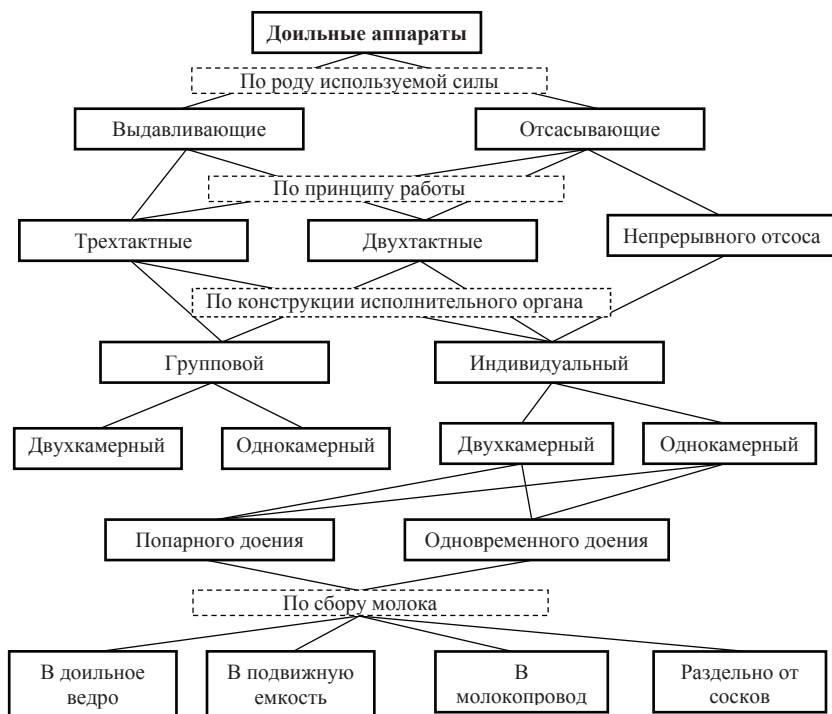 Доильные аппараты
По роду используемой силы
Выдавливающие
Отсасывающие
По принципу работы
Трехтактные
Двухтактные
Непрерывного отсоса
По конструкции исполнительного органа
Групповой
Индивидуальный
Двухкамерный
Однокамерный
Двухкамерный
Однокамерный
Попарного доения
Одновременного доения
По сбору молока
В доильное
ведро
В подвижную
емкость
В
молокопровод
Раздельно от
сосков